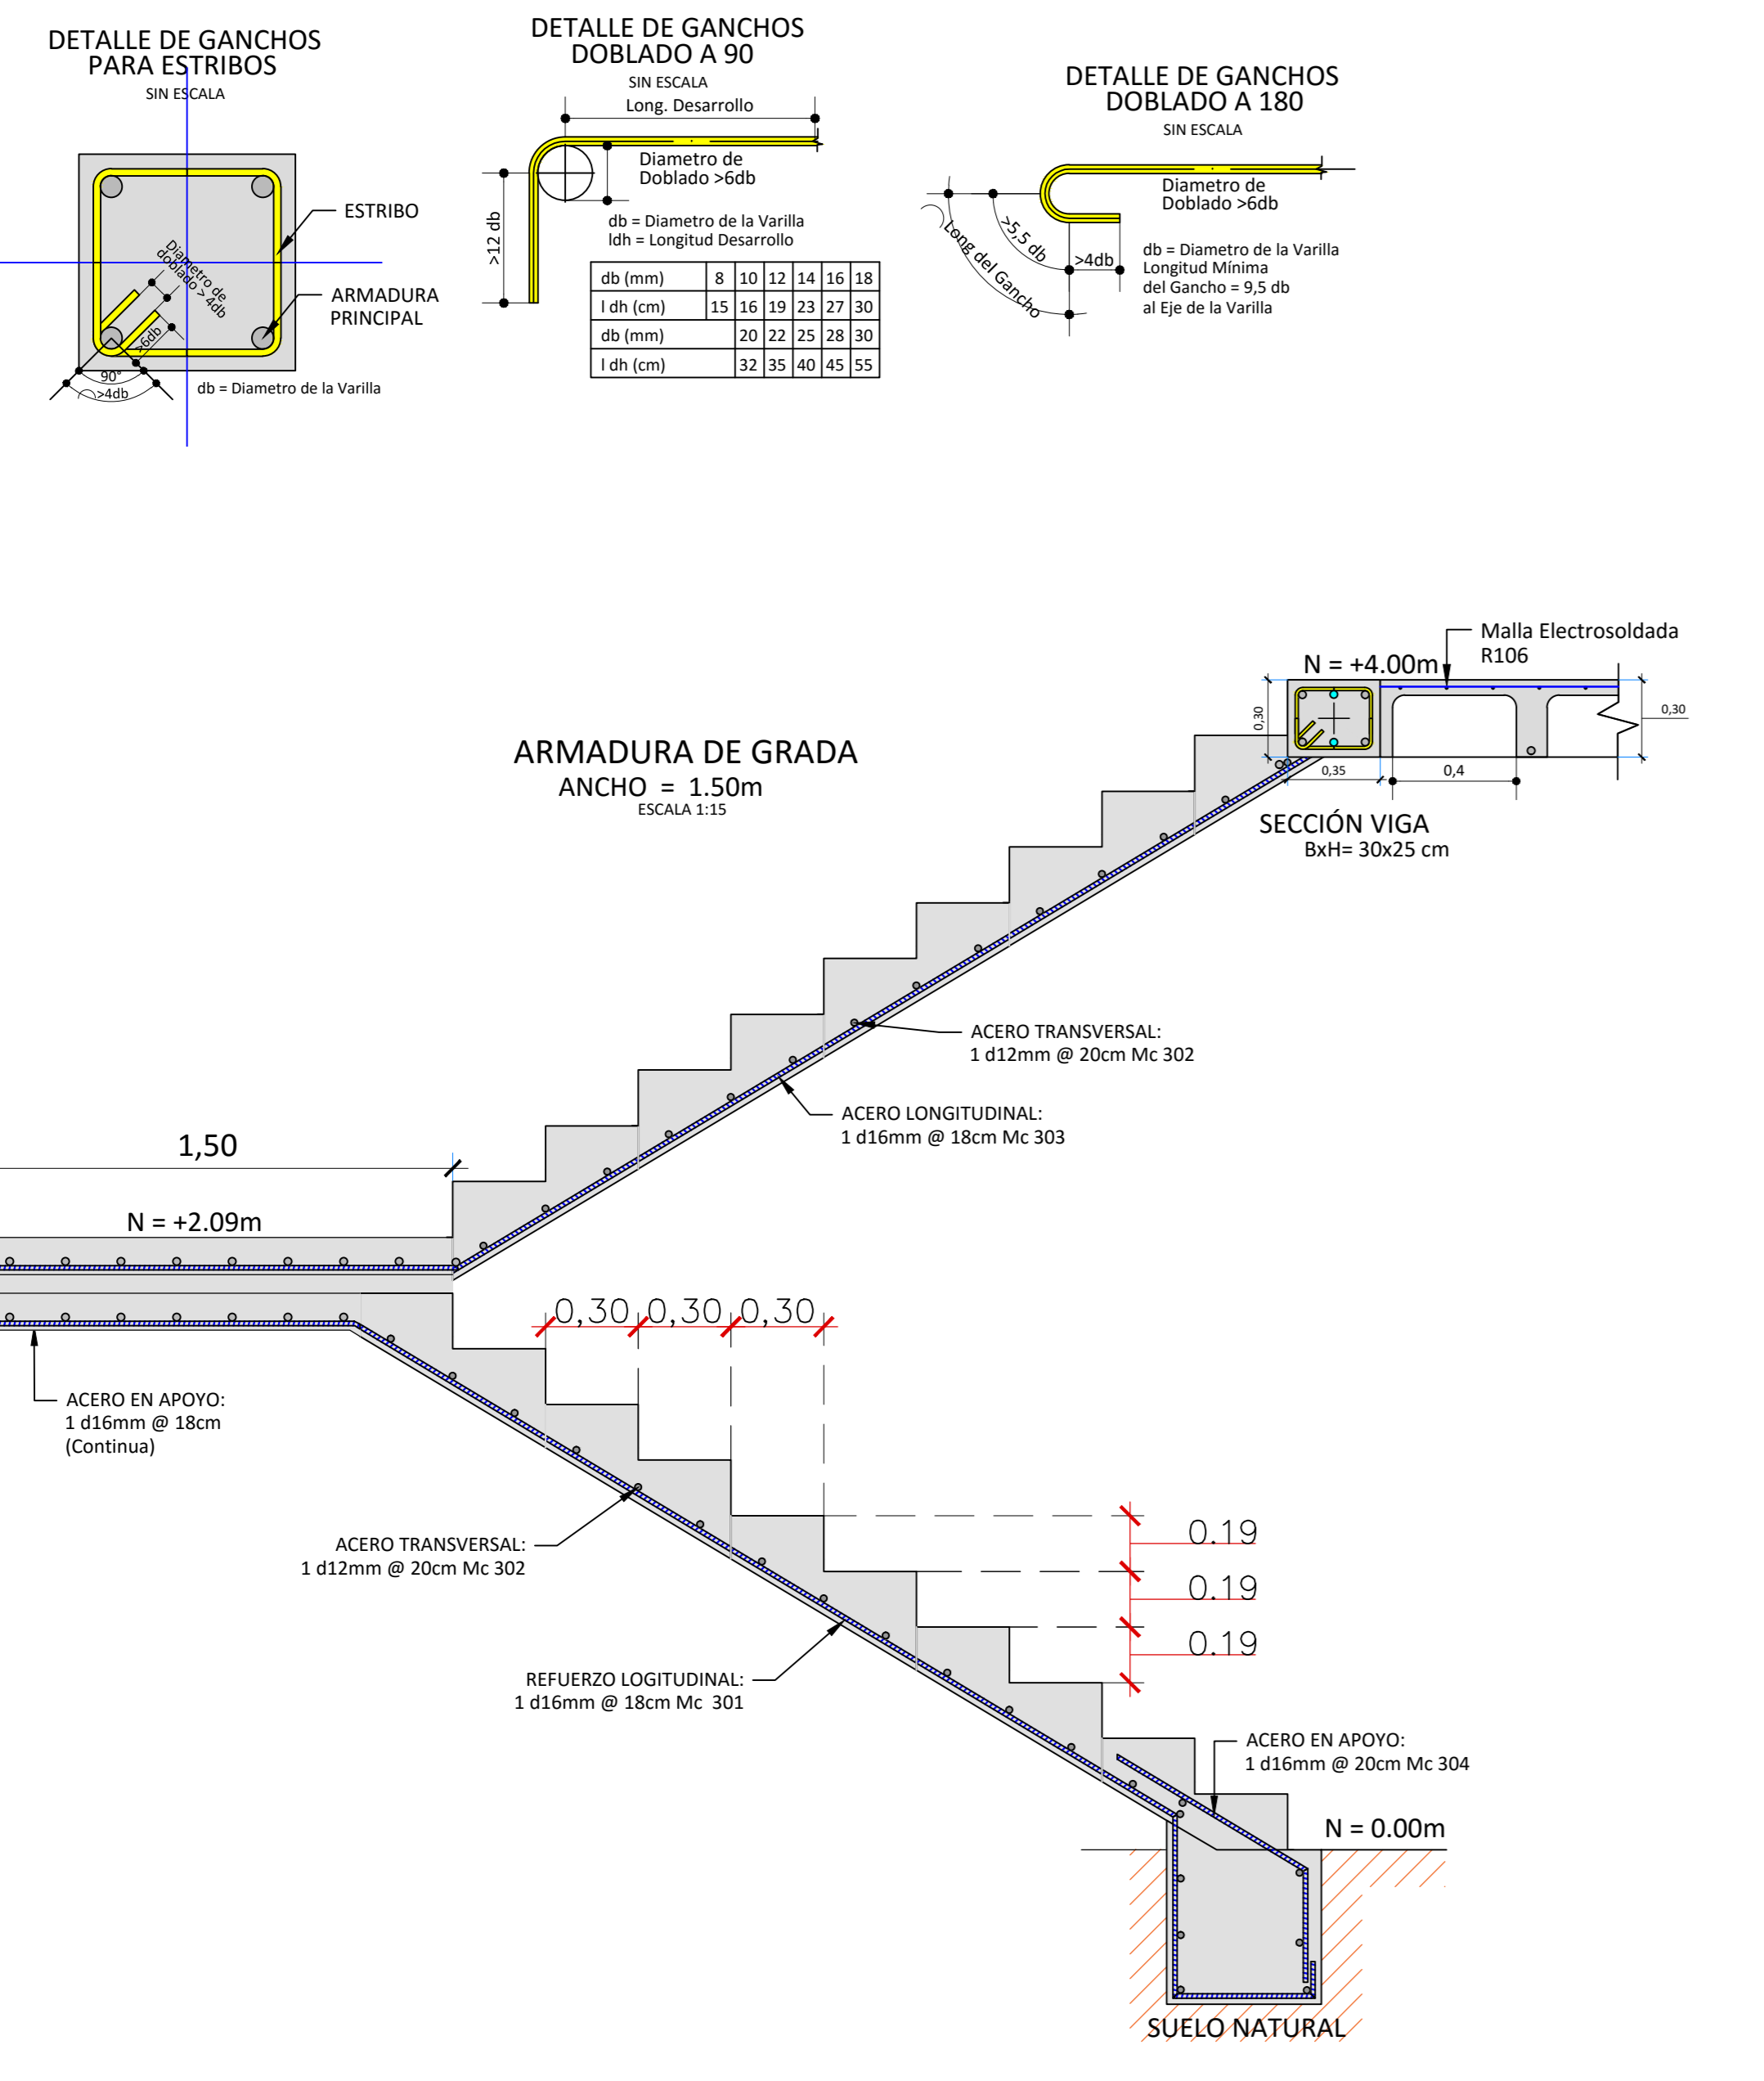 DETALLE DE GANCHOS
PARA ESTRIBOS
SIN ESCALA
ESTRIBO
ARMADURA
PRINCIPAL
Diametro de
doblado > 4db
>6db
90°
>4db
db = Diametro de la Varilla
DETALLE DE GANCHOS
DOBLADO A 90
SIN ESCALA
Long. Desarrollo
Diametro de
Doblado >6db
>12 db
db = Diametro de la Varilla
ldh = Longitud Desarrollo
db (mm) 8 10 12 14 16 18
l dh (cm) 15 16 19 23 27 30
db (mm) 20 22 25 28 30
l dh (cm) 32 35 40 45 55
DETALLE DE GANCHOS
DOBLADO A 180
SIN ESCALA
Diametro de
Doblado >6db
>5,5 db
>4db
Long del Gancho
db = Diametro de la Varilla
Longitud Mínima
del Gancho = 9,5 db
al Eje de la Varilla
Malla Electrosoldada
R106
N = +4.00m
0,30
0,30
0,35
0,4
SECCIÓN VIGA
BxH= 30x25 cm
ARMADURA DE GRADA
ANCHO = 1.50m
ESCALA 1:15
ACERO TRANSVERSAL:
1 d12mm @ 20cm Mc 302
ACERO LONGITUDINAL:
1 d16mm @ 18cm Mc 303
1,50
N = +2.09m
0,30 0,30 0,30
ACERO EN APOYO:
1 d16mm @ 18cm
(Continua)
ACERO TRANSVERSAL:
1 d12mm @ 20cm Mc 302
0.19
0.19
0.19
REFUERZO LOGITUDINAL:
1 d16mm @ 18cm Mc 301
ACERO EN APOYO:
1 d16mm @ 20cm Mc 304
N = 0.00m
SUELO NATURAL